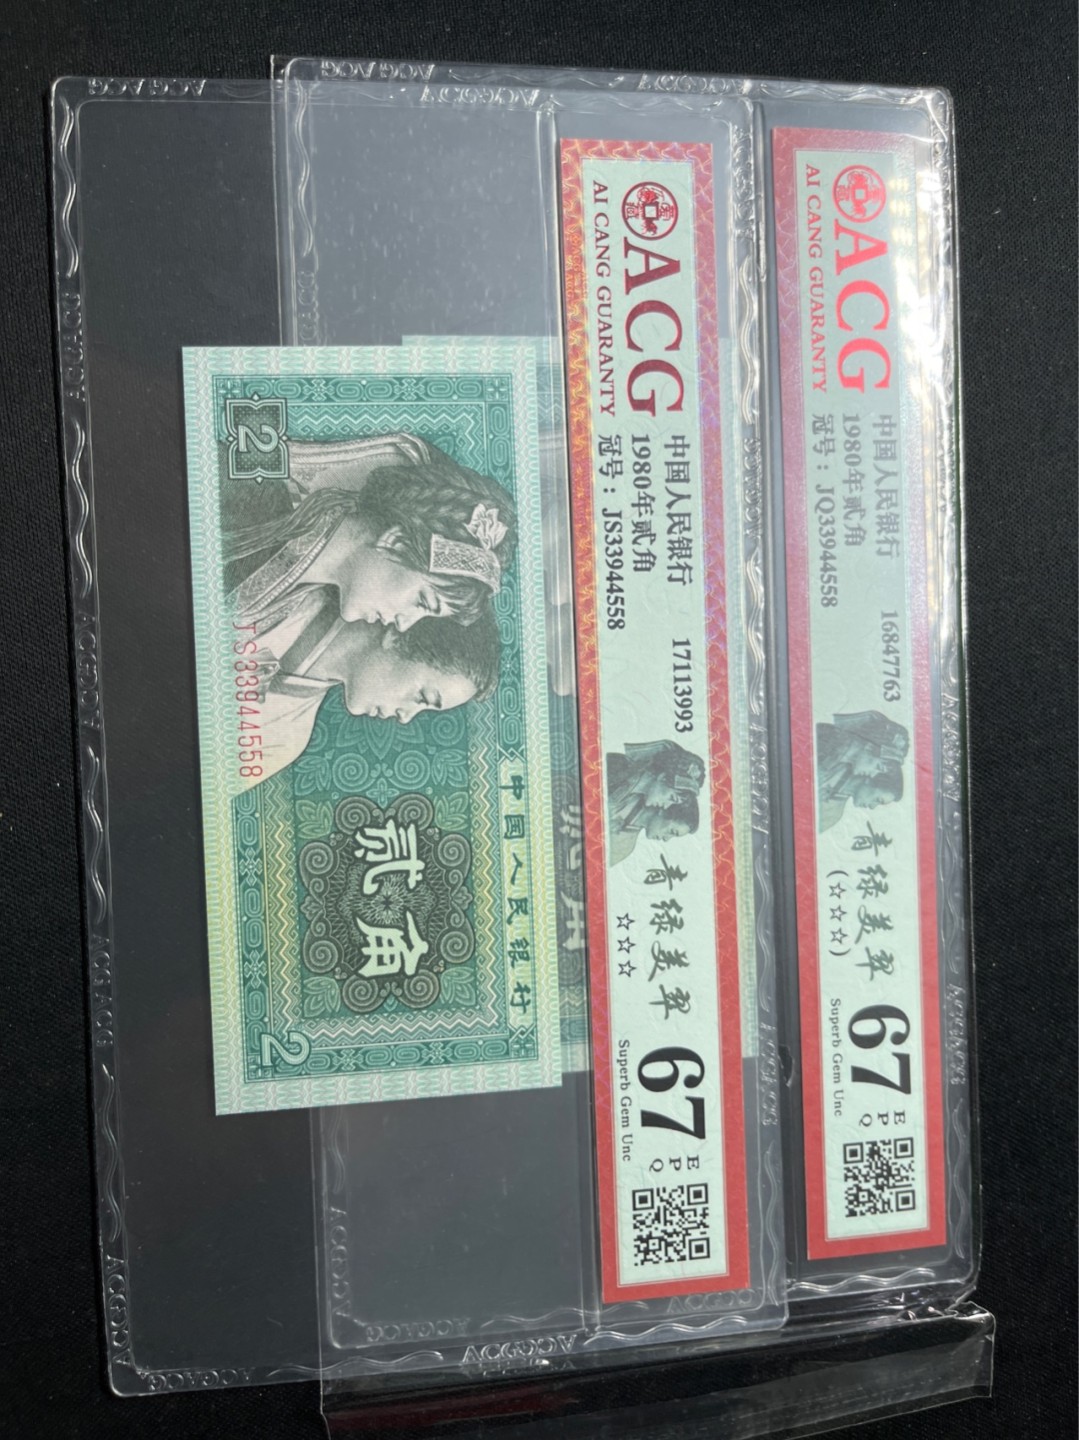 ACG
AI CANG GUARANTY
中国人民银行 16847763
1980年贰角
冠号：JQ33944558
青绿美翠
(☆☆☆)
67
EPQ
Superb Gem Unc
ACG
AI CANG GUARANTY
中国人民银行 17113993
1980年贰角
冠号：JS33944558
青绿美翠
☆☆☆
67
EPQ
Superb Gem Unc
中国人民银行
贰角
2
JS33944558
2